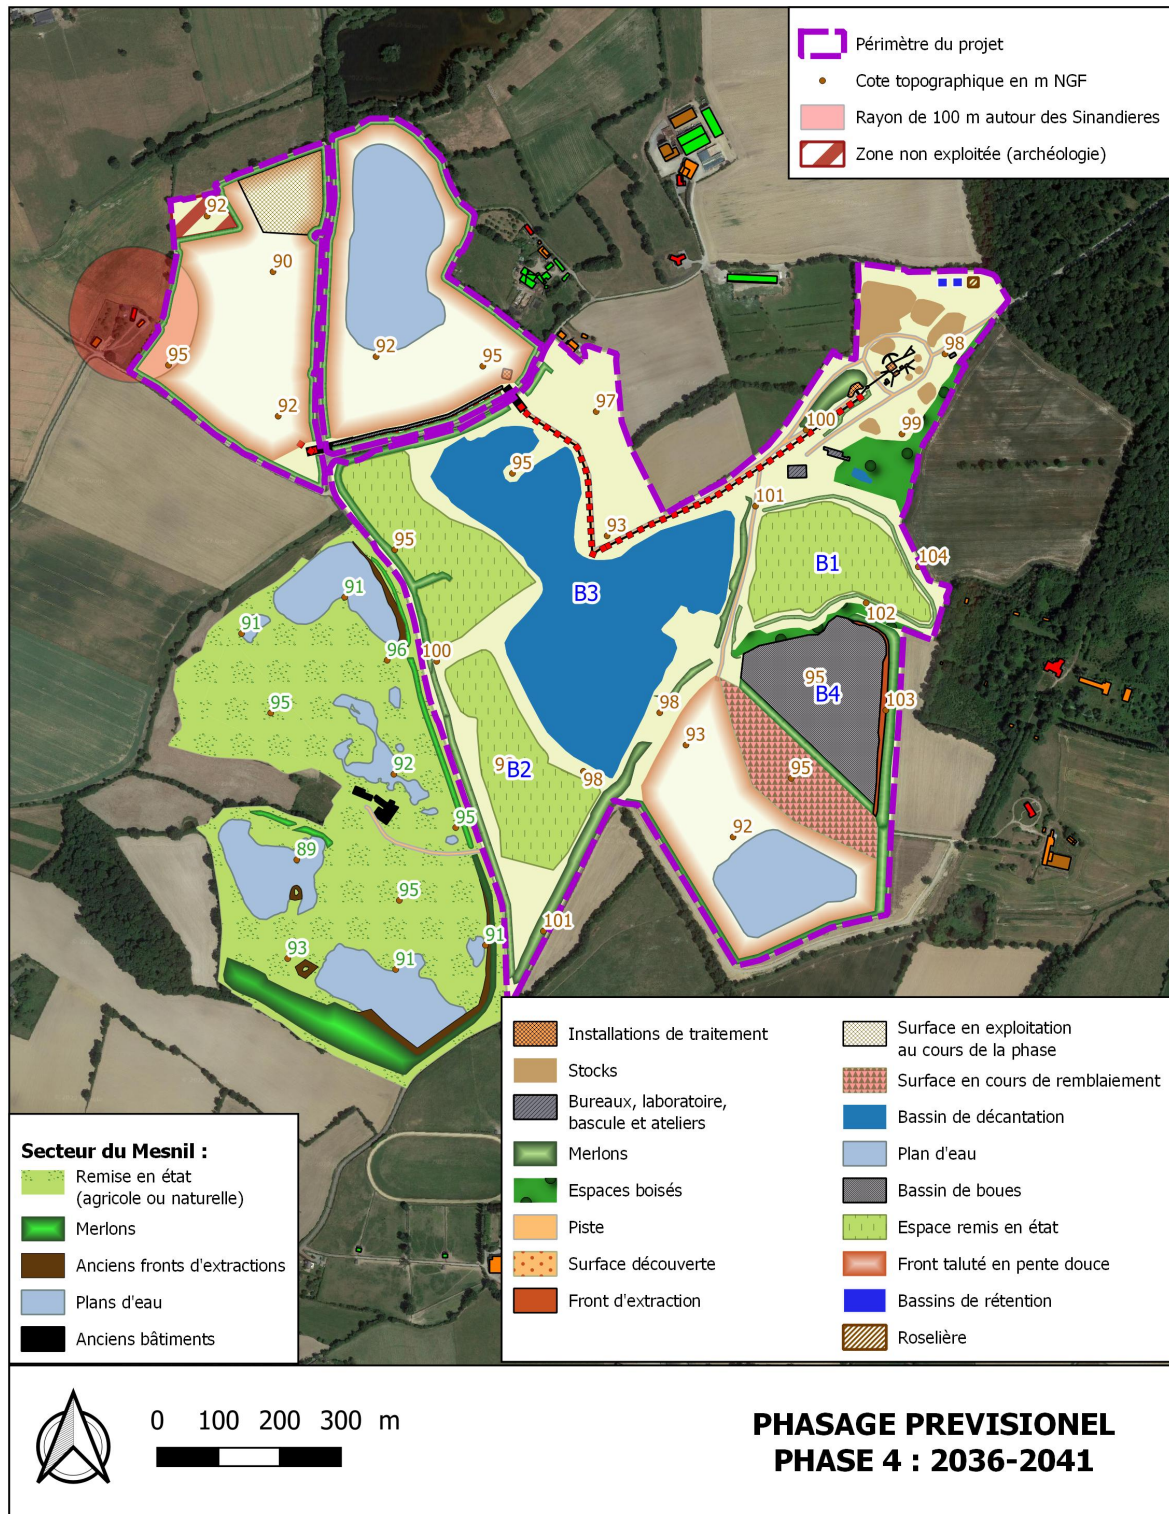 Périmètre du projet
Cote topographique en m NGF
Rayon de 100 m autour des Sinandieres
Zone non exploitée (archéologie)
92
90
95
92
92
95
97
98
99
100
95
93
101
95
B3
B1
104
91
91
102
96
100
95
B4
95
98
103
93
92
B2
98
95
95
92
89
95
101
91
93
91
Installations de traitement
Stocks
Bureaux, laboratoire,
bascule et ateliers
Merlons
Espaces boisés
Piste
Surface découverte
Front d'extraction
Surface en exploitation
au cours de la phase
Surface en cours de remblaiement
Bassin de décantation
Plan d'eau
Bassin de boues
Espace remis en état
Front taluté en pente douce
Bassins de rétention
Roselière
Secteur du Mesnil :
Remise en état
(agricole ou naturelle)
Merlons
Anciens fronts d'extractions
Plans d'eau
Anciens bâtiments
0 100 200 300 m
PHASAGE PREVISIONEL
PHASE 4 : 2036-2041